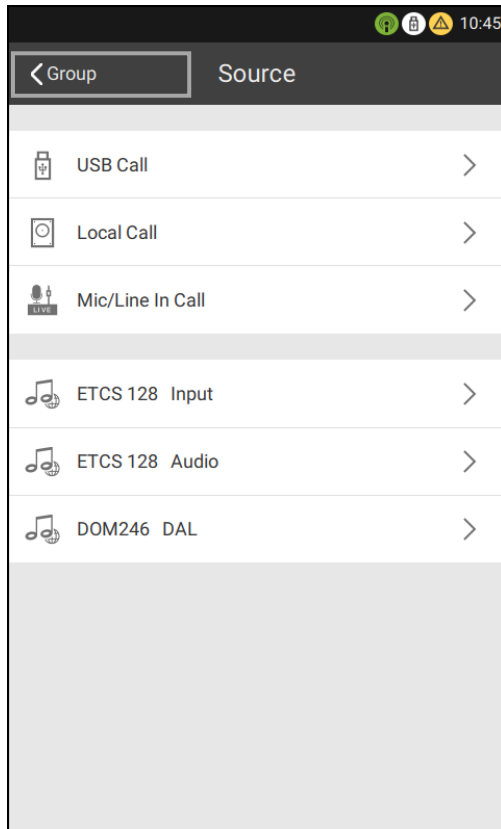 10:45
Group
Source
USB Call
Local Call
LIVE
Mic/Line In Call
ETCS 128 Input
ETCS 128 Audio
DOM246 DAL